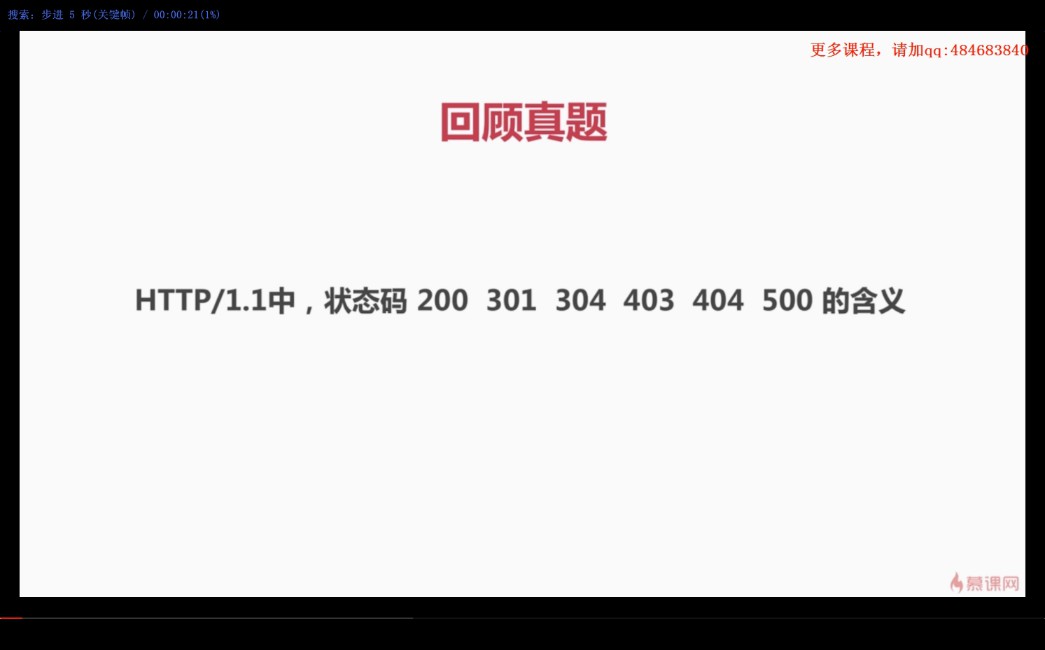 搜索: 步进 5 秒(关键帧) / 00:00:21(1%)
更多课程，请加qq:484683840
回顾真题
HTTP/1.1中，状态码 200 301 304 403 404 500 的含义
慕课网